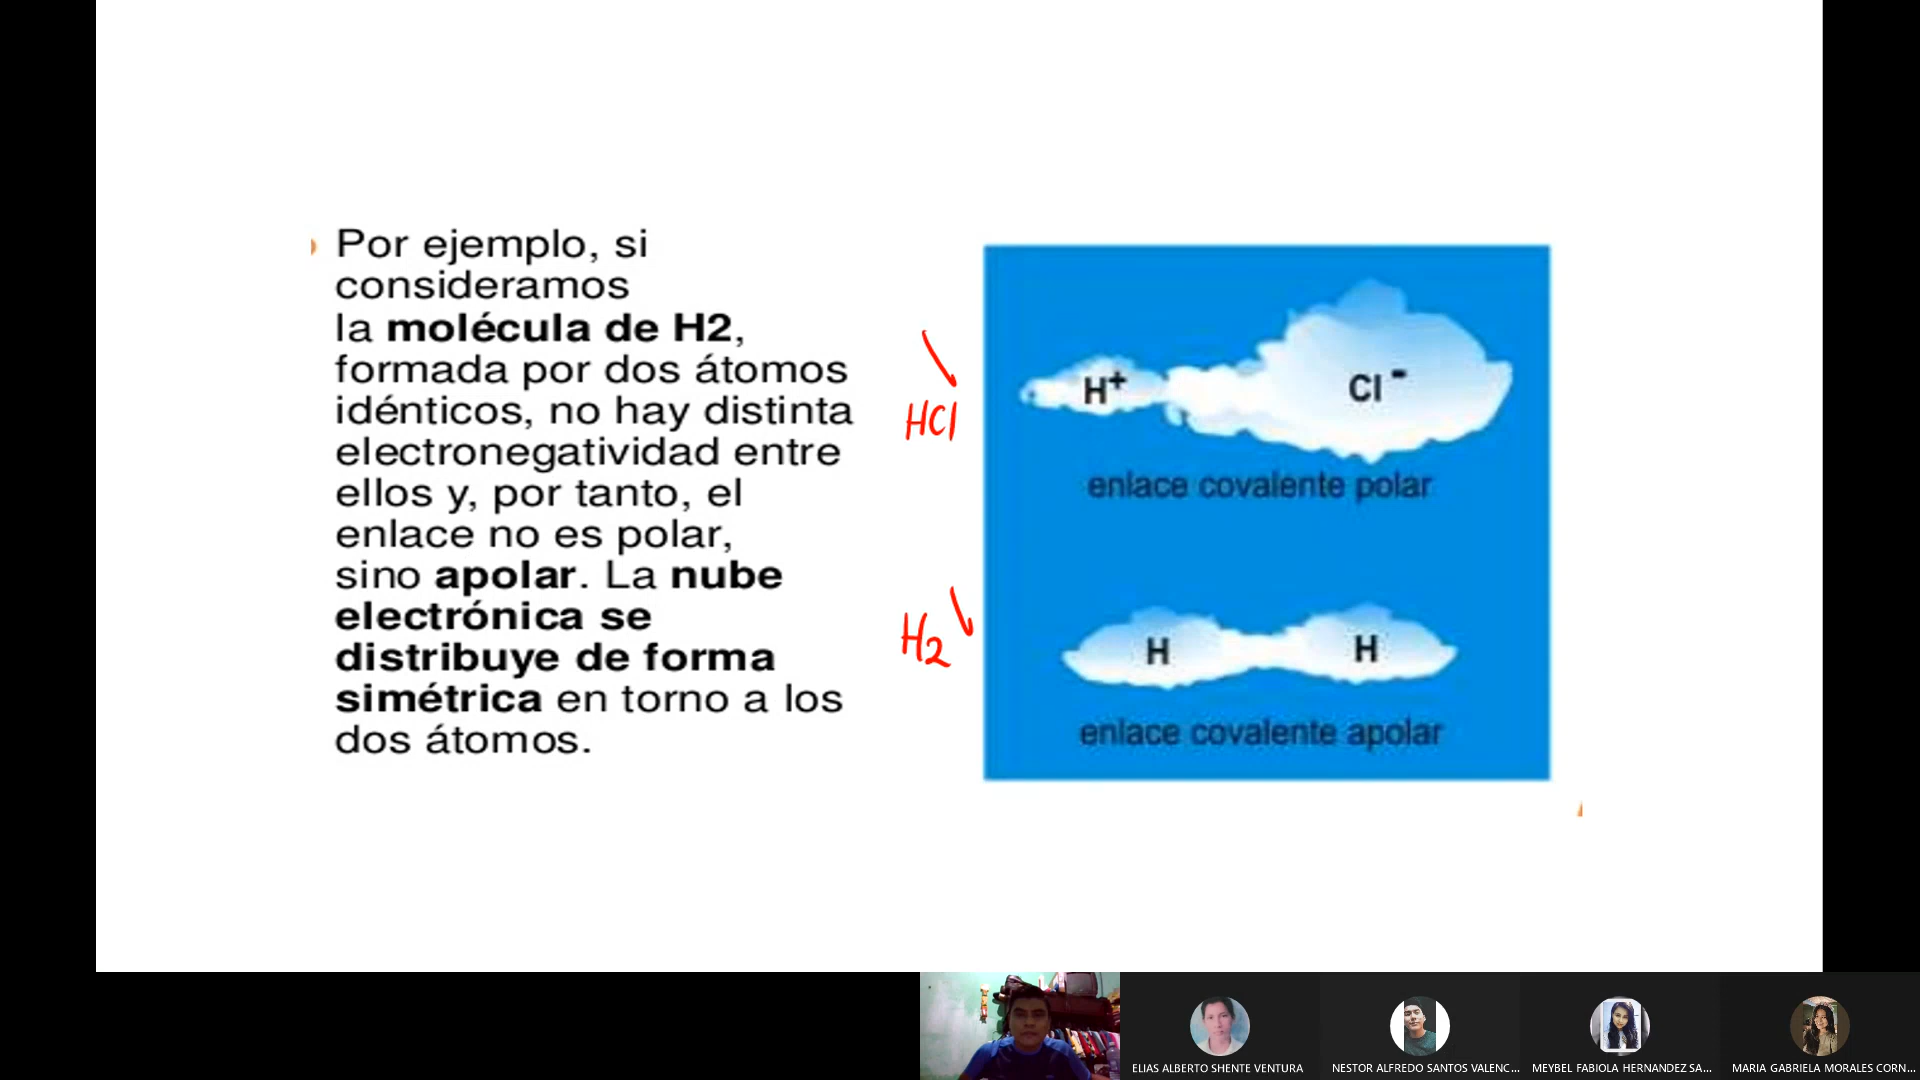 Por ejemplo, si
consideramos
la molécula de H2,
formada por dos átomos
idénticos, no hay distinta
electronegatividad entre
ellos y, por tanto, el
enlace no es polar,
sino apolar. La nube
electrónica se
distribuye de forma
simétrica en torno a los
dos átomos.
HCl
H2
H+ Cl -
enlace covalente polar
H H
enlace covalente apolar
ELIAS ALBERTO SHENTE VENTURA
NESTOR ALFREDO SANTOS VALENC...
MEYBEL FABIOLA HERNANDEZ SA...
MARIA GABRIELA MORALES CORN...